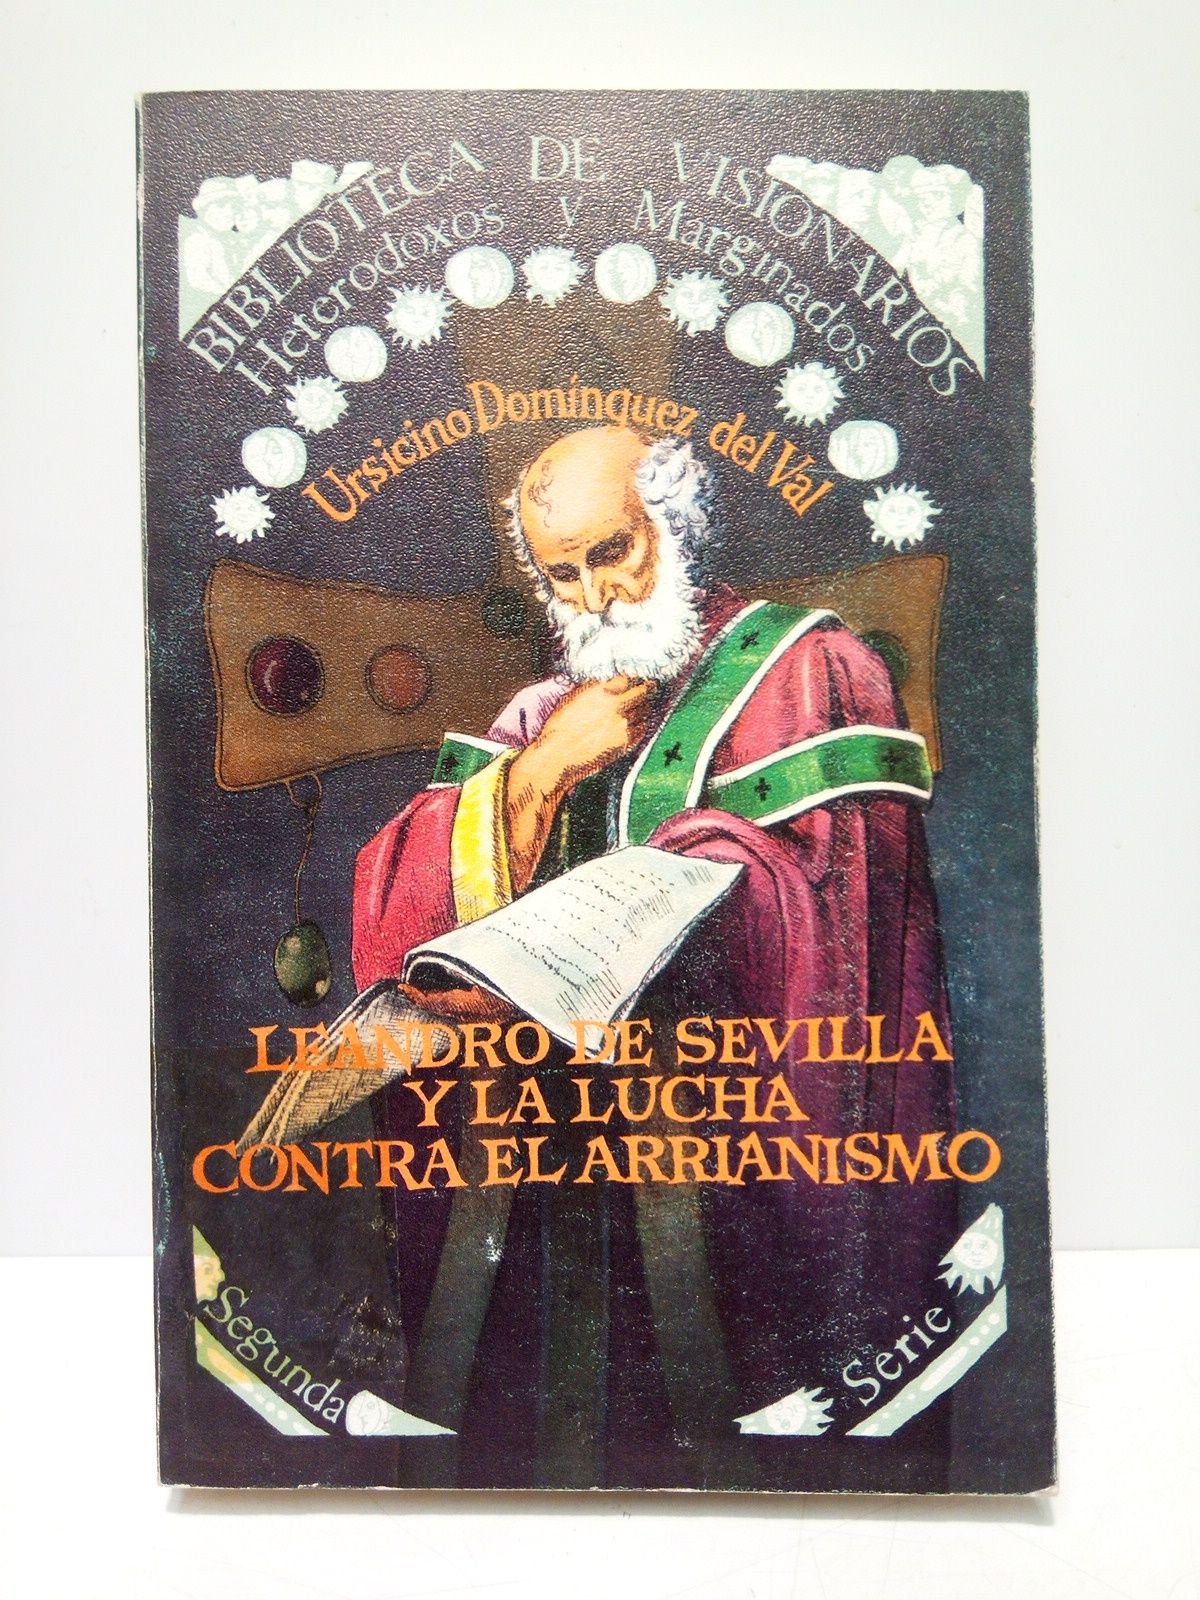 BIBLIOTECA DE VISIONARIOS
Heterodoxos y Marginados
Ursicino Domínguez del Val
LEANDRO DE SEVILLA
Y LA LUCHA
CONTRA EL ARRIANISMO
Segunda Serie